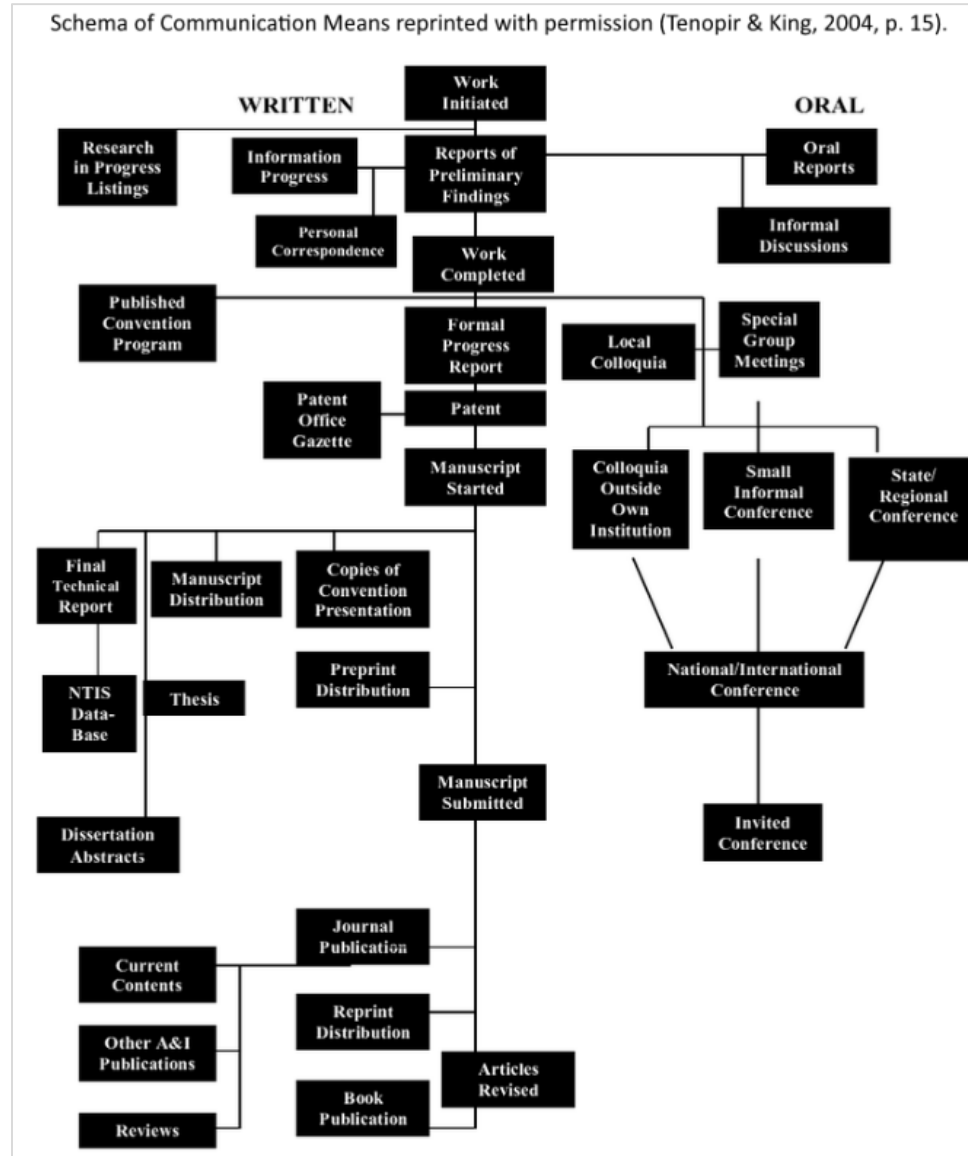 Schema of Communication Means reprinted with permission (Tenopir & King, 2004, p. 15).
WRITTEN
ORAL
Work
Initiated
Research
in Progress
Listings
Information
Progress
Reports of
Preliminary
Findings
Oral
Reports
Personal
Correspondence
Informal
Discussions
Work
Completed
Published
Convention
Program
Formal
Progress
Report
Local
Colloquia
Special
Group
Meetings
Patent
Office
Gazette
Patent
Manuscript
Started
Colloquia
Outside
Own
Institution
Small
Informal
Conference
State/
Regional
Conference
Final
Technical
Report
Manuscript
Distribution
Copies of
Convention
Presentation
NTIS
Data-
Base
Thesis
Preprint
Distribution
National/International
Conference
Manuscript
Submitted
Dissertation
Abstracts
Invited
Conference
Journal
Publication
Current
Contents
Reprint
Distribution
Other A&I
Publications
Articles
Revised
Book
Publication
Reviews